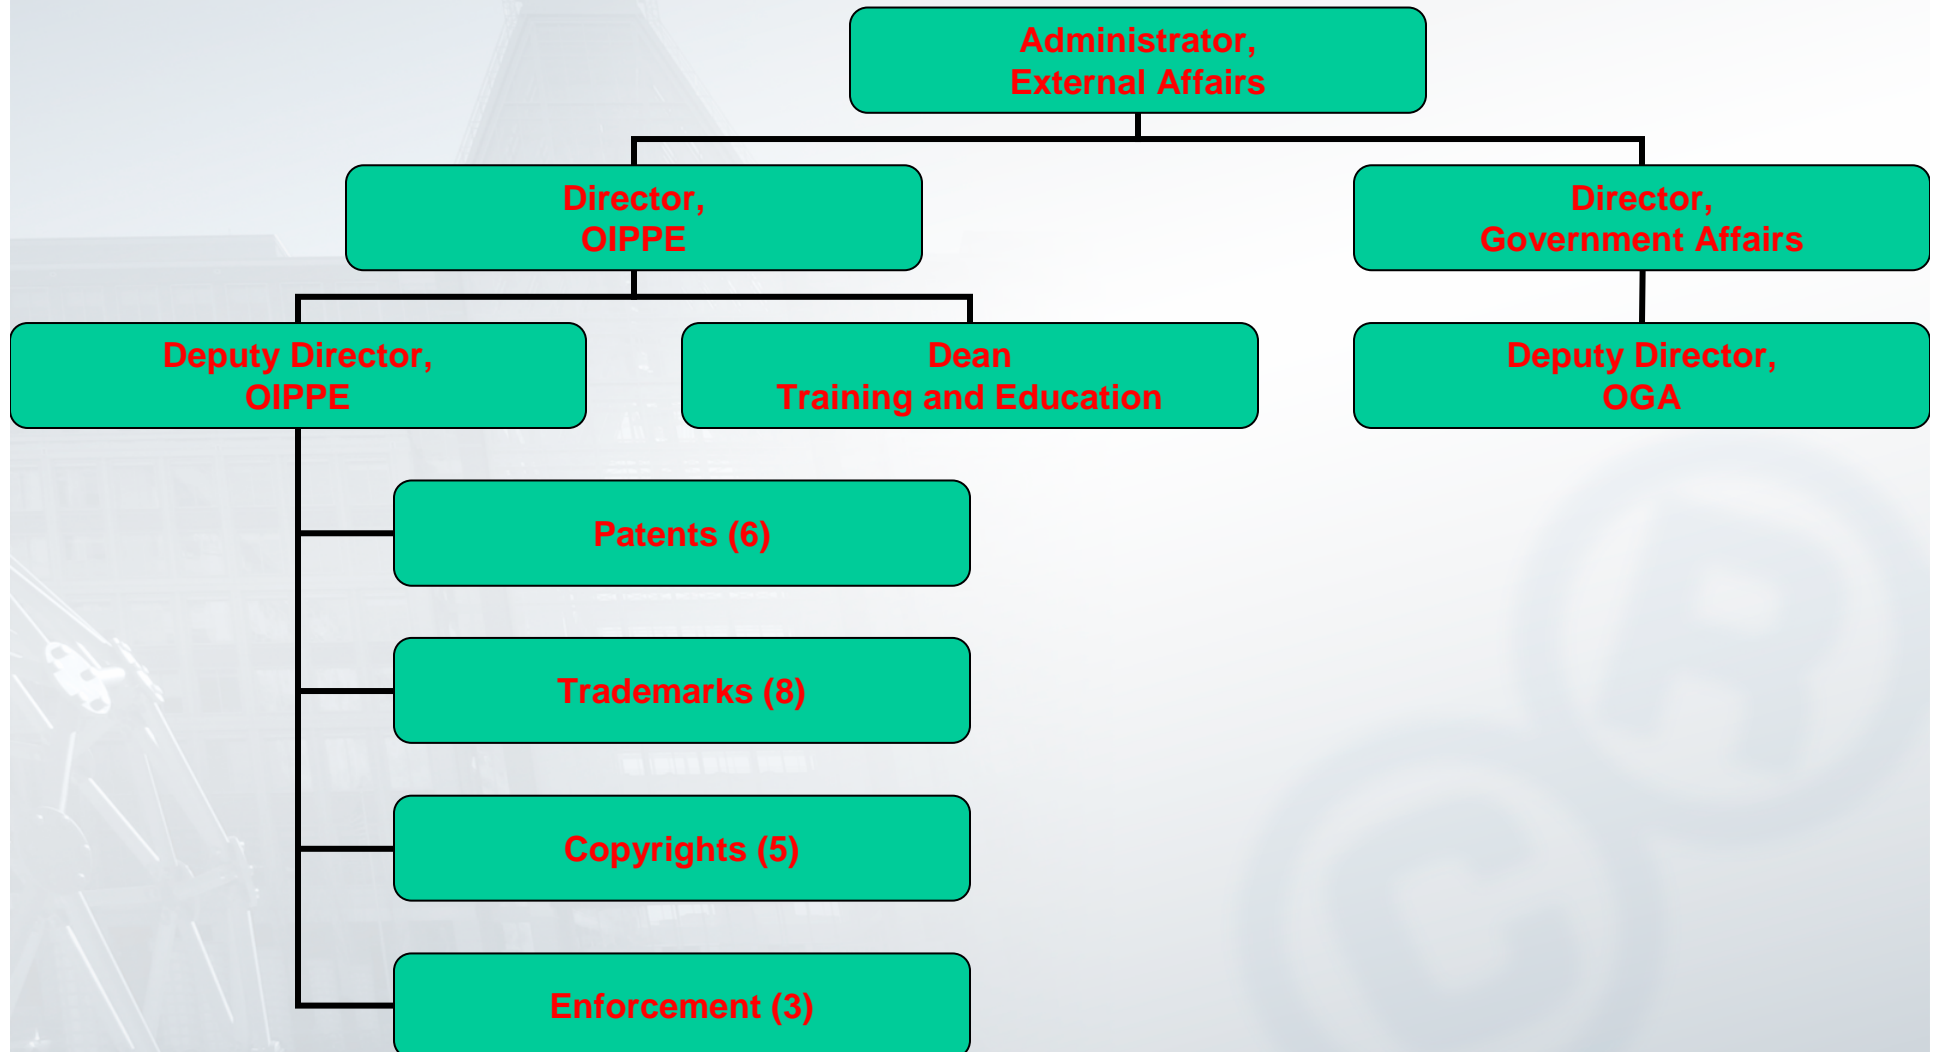 Administrator,
External Affairs
Director,
OIPPE
Director,
Government Affairs
Deputy Director,
OIPPE
Dean
Training and Education
Deputy Director,
OGA
Patents (6)
Trademarks (8)
Copyrights (5)
Enforcement (3)
R
C